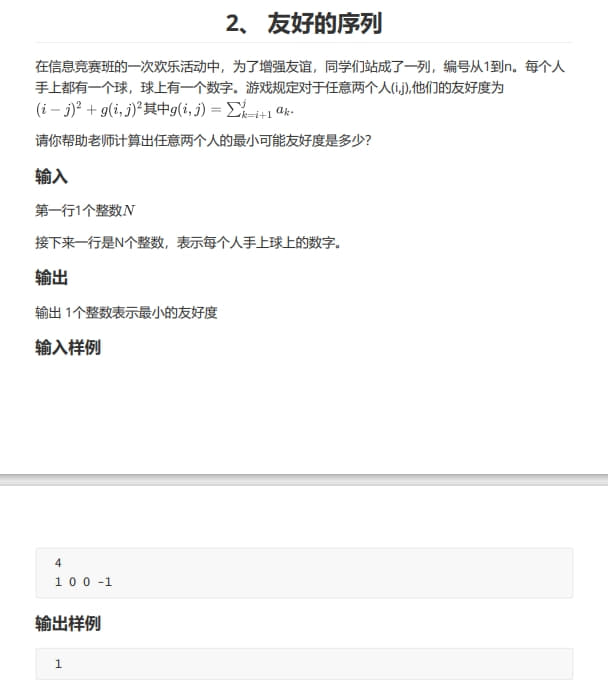 2、 友好的序列
在信息竞赛班的一次欢乐活动中，为了增强友谊，同学们站成了一列，编号从1到n。每个人
手上都有一个球，球上有一个数字。游戏规定对于任意两个人(i,j),他们的友好度为
$(i-j)^2+g(i,j)^2$其中$g(i,j)=\sum_{k=i+1}^{j} a_k$.
请你帮助老师计算出任意两个人的最小可能友好度是多少?
输入
第一行1个整数N
接下来一行是N个整数，表示每个人手上球上的数字。
输出
输出 1个整数表示最小的友好度
输入样例
4
1 0 0 -1
输出样例
1